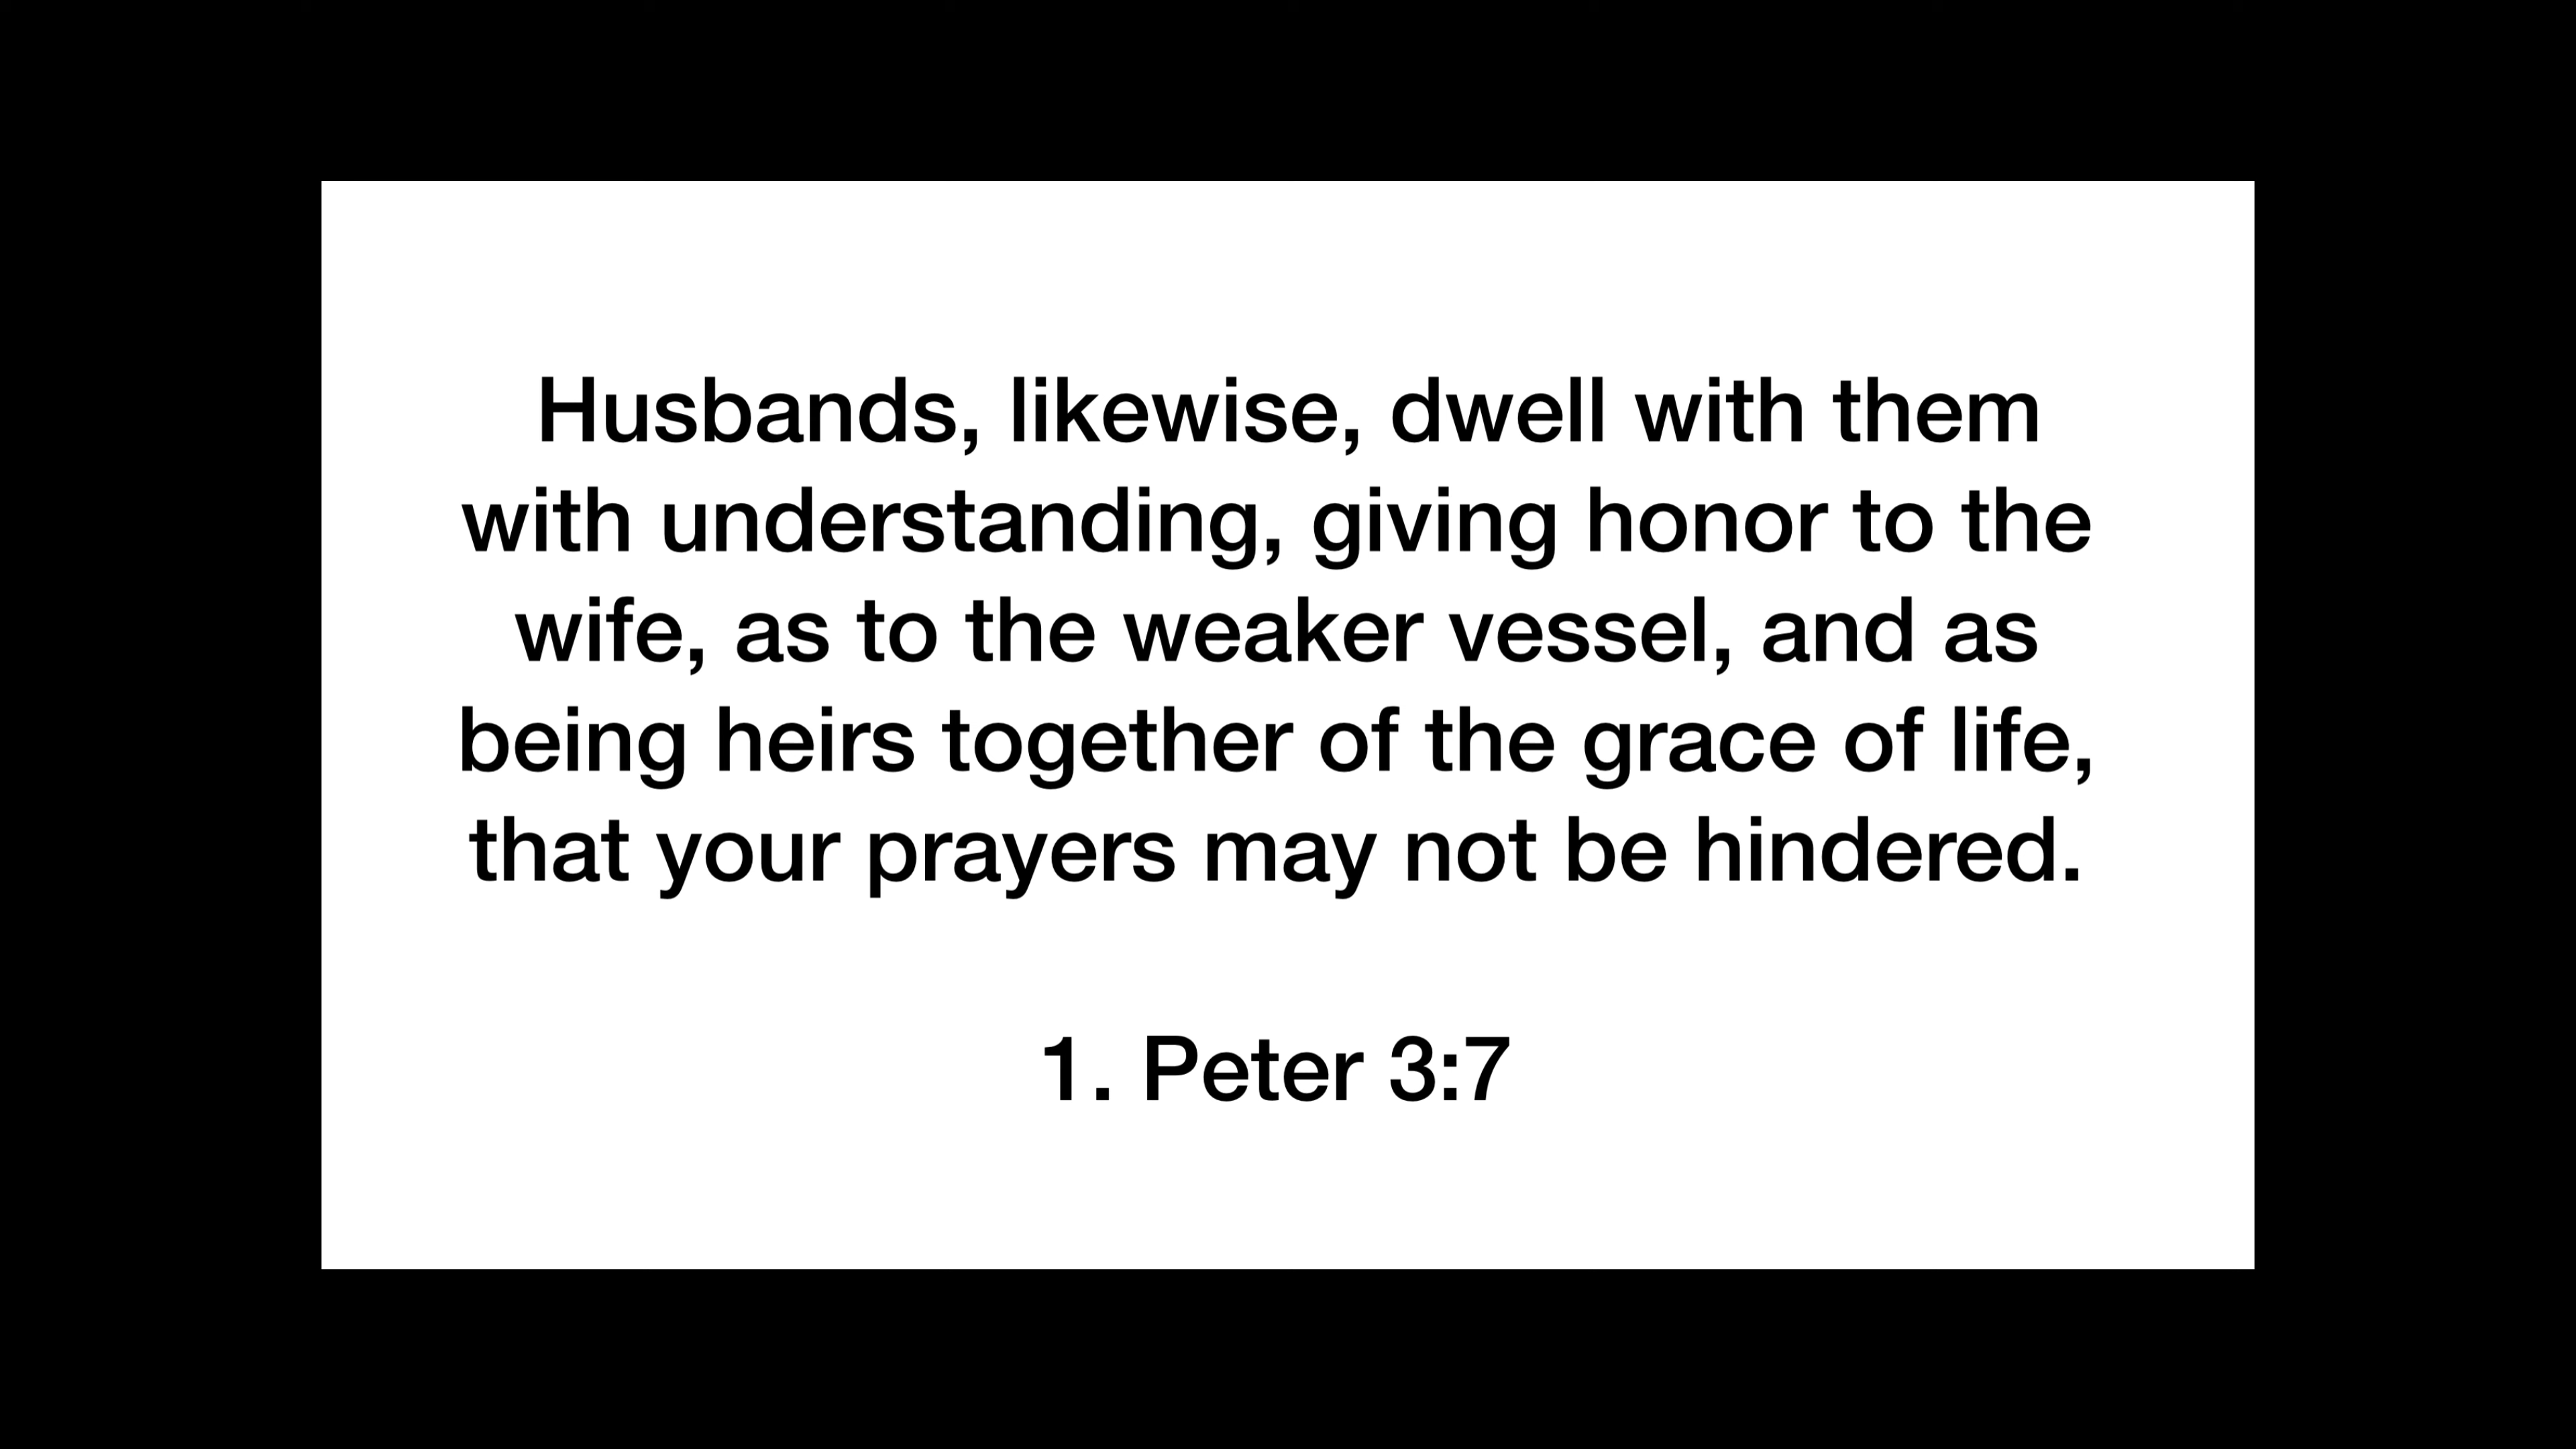 Husbands, likewise, dwell with them
with understanding, giving honor to the
wife, as to the weaker vessel, and as
being heirs together of the grace of life,
that your prayers may not be hindered.
1. Peter 3:7